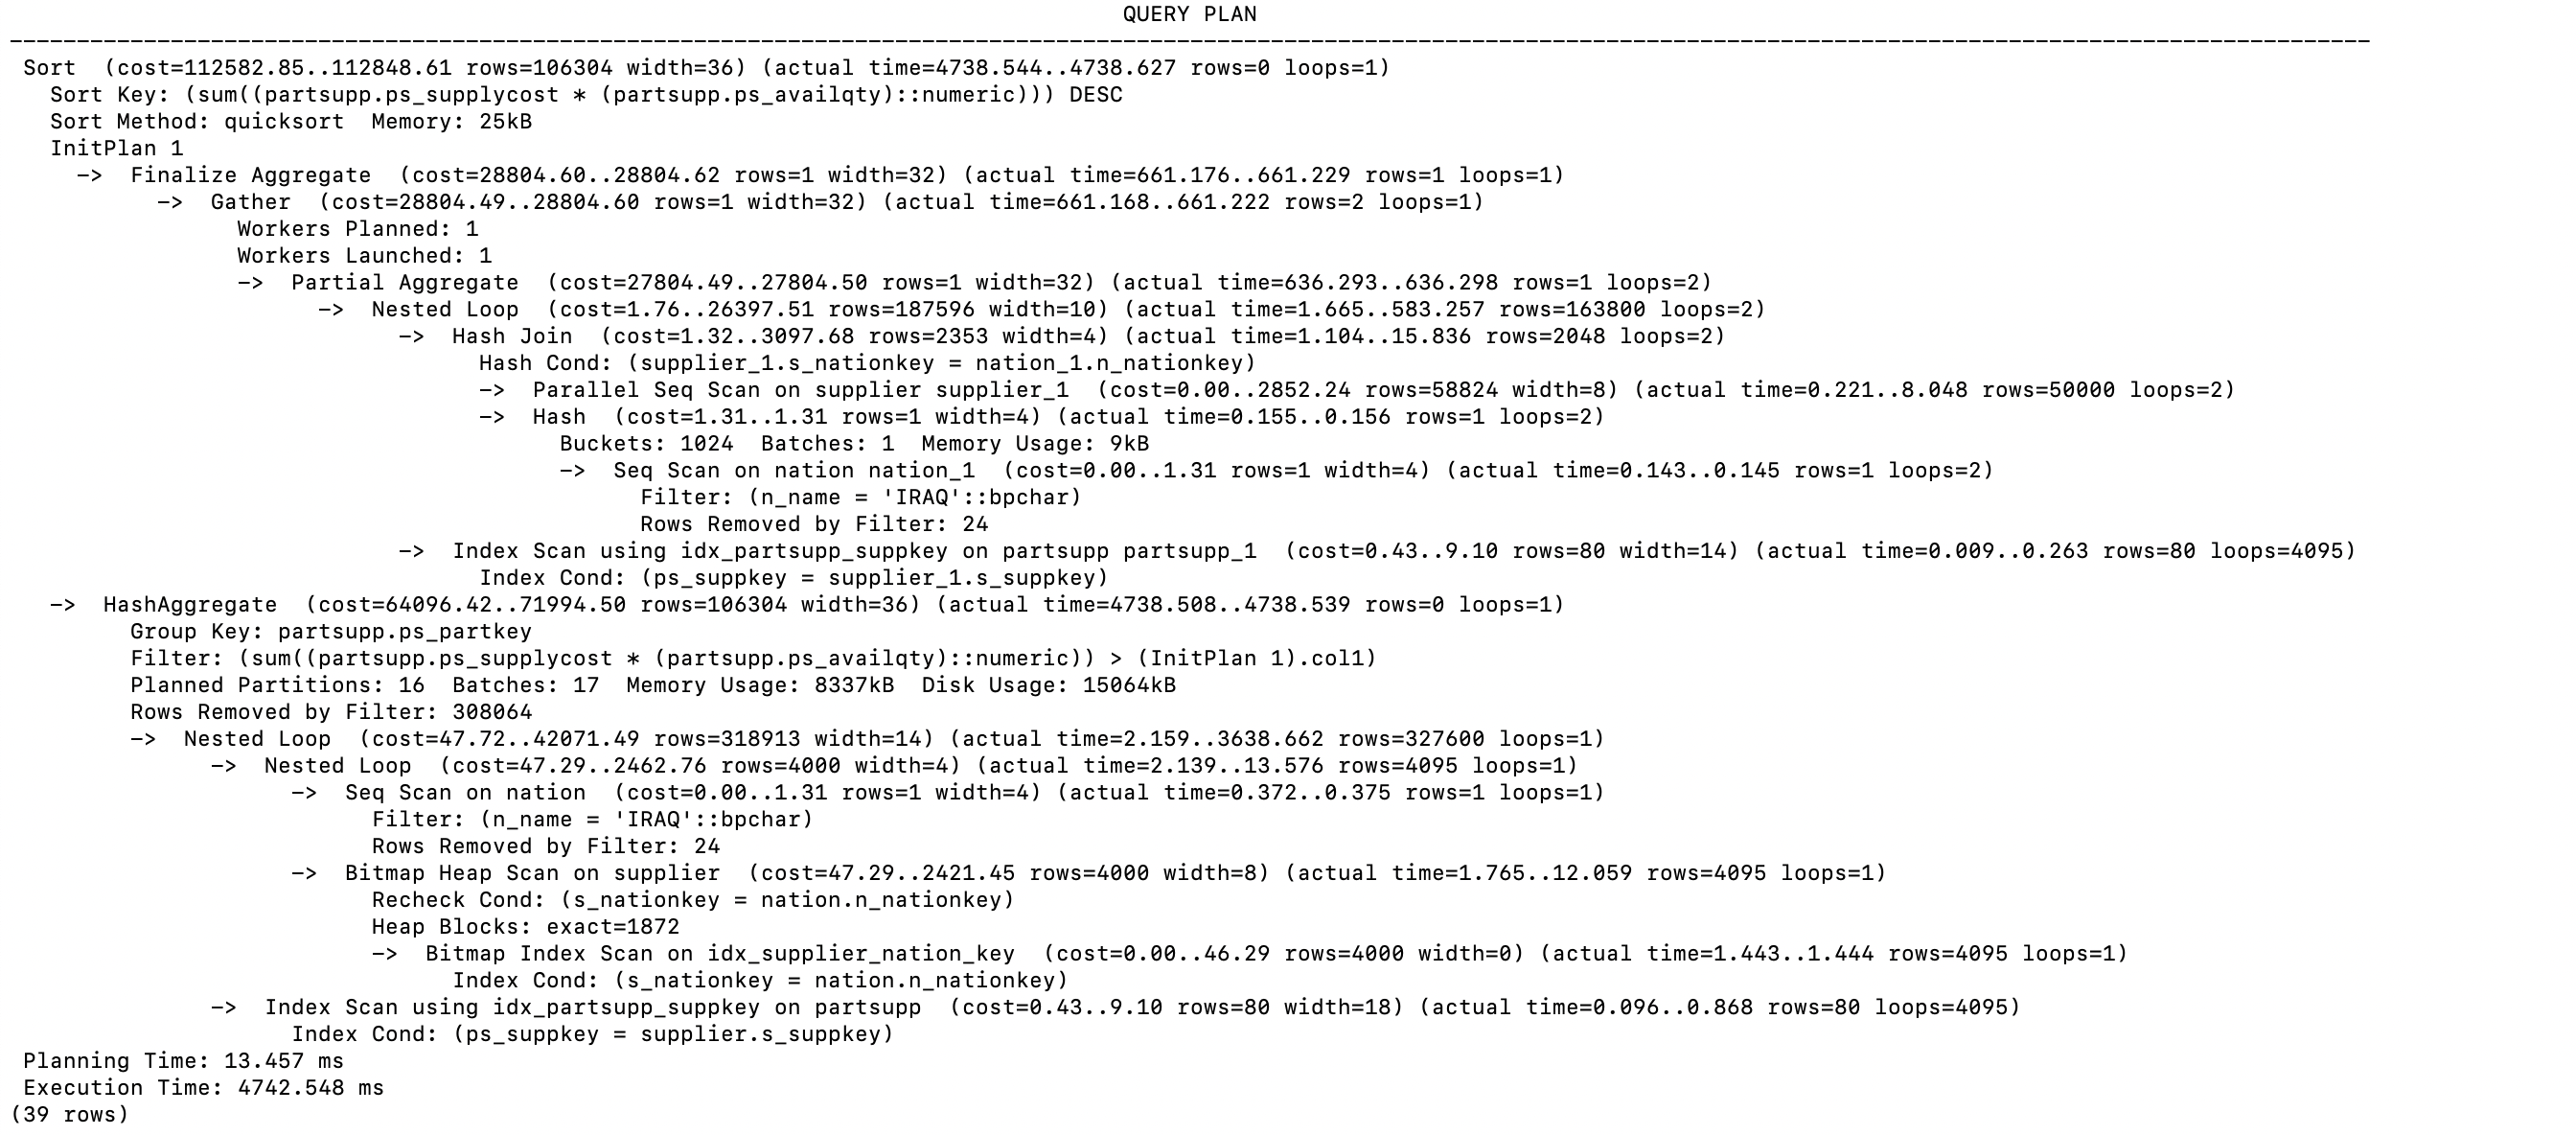 QUERY PLAN
--------------------------------------------------------------------------------------------------------------------------------------------------------------------------------
Sort  (cost=112582.85..112848.61 rows=106304 width=36) (actual time=4738.544..4738.627 rows=0 loops=1)
  Sort Key: (sum((partsupp.ps_supplycost * (partsupp.ps_availqty)::numeric))) DESC
  Sort Method: quicksort  Memory: 25kB
  InitPlan 1
    ->  Finalize Aggregate  (cost=28804.60..28804.62 rows=1 width=32) (actual time=661.176..661.229 rows=1 loops=1)
          ->  Gather  (cost=28804.49..28804.60 rows=1 width=32) (actual time=661.168..661.222 rows=2 loops=1)
                Workers Planned: 1
                Workers Launched: 1
                ->  Partial Aggregate  (cost=27804.49..27804.50 rows=1 width=32) (actual time=636.293..636.298 rows=1 loops=2)
                      ->  Nested Loop  (cost=1.76..26397.51 rows=187596 width=10) (actual time=1.665..583.257 rows=163800 loops=2)
                            ->  Hash Join  (cost=1.32..3097.68 rows=2353 width=4) (actual time=1.104..15.836 rows=2048 loops=2)
                                  Hash Cond: (supplier_1.s_nationkey = nation_1.n_nationkey)
                                  ->  Parallel Seq Scan on supplier supplier_1  (cost=0.00..2852.24 rows=58824 width=8) (actual time=0.221..8.048 rows=50000 loops=2)
                                  ->  Hash  (cost=1.31..1.31 rows=1 width=4) (actual time=0.155..0.156 rows=1 loops=2)
                                        Buckets: 1024  Batches: 1  Memory Usage: 9kB
                                        ->  Seq Scan on nation nation_1  (cost=0.00..1.31 rows=1 width=4) (actual time=0.143..0.145 rows=1 loops=2)
                                              Filter: (n_name = 'IRAQ'::bpchar)
                                              Rows Removed by Filter: 24
                            ->  Index Scan using idx_partsupp_suppkey on partsupp partsupp_1  (cost=0.43..9.10 rows=80 width=14) (actual time=0.009..0.263 rows=80 loops=4095)
                                  Index Cond: (ps_suppkey = supplier_1.s_suppkey)
  ->  HashAggregate  (cost=64096.42..71994.50 rows=106304 width=36) (actual time=4738.508..4738.539 rows=0 loops=1)
        Group Key: partsupp.ps_partkey
        Filter: (sum((partsupp.ps_supplycost * (partsupp.ps_availqty)::numeric)) > (InitPlan 1).col1)
        Planned Partitions: 16  Batches: 17  Memory Usage: 8337kB  Disk Usage: 15064kB
        Rows Removed by Filter: 308064
        ->  Nested Loop  (cost=47.72..42071.49 rows=318913 width=14) (actual time=2.159..3638.662 rows=327600 loops=1)
              ->  Nested Loop  (cost=47.29..2462.76 rows=4000 width=4) (actual time=2.139..13.576 rows=4095 loops=1)
                    ->  Seq Scan on nation  (cost=0.00..1.31 rows=1 width=4) (actual time=0.372..0.375 rows=1 loops=1)
                          Filter: (n_name = 'IRAQ'::bpchar)
                          Rows Removed by Filter: 24
                    ->  Bitmap Heap Scan on supplier  (cost=47.29..2421.45 rows=4000 width=8) (actual time=1.765..12.059 rows=4095 loops=1)
                          Recheck Cond: (s_nationkey = nation.n_nationkey)
                          Heap Blocks: exact=1872
                          ->  Bitmap Index Scan on idx_supplier_nation_key  (cost=0.00..46.29 rows=4000 width=0) (actual time=1.443..1.444 rows=4095 loops=1)
                                Index Cond: (s_nationkey = nation.n_nationkey)
              ->  Index Scan using idx_partsupp_suppkey on partsupp  (cost=0.43..9.10 rows=80 width=18) (actual time=0.096..0.868 rows=80 loops=4095)
                    Index Cond: (ps_suppkey = supplier.s_suppkey)
Planning Time: 13.457 ms
Execution Time: 4742.548 ms
(39 rows)